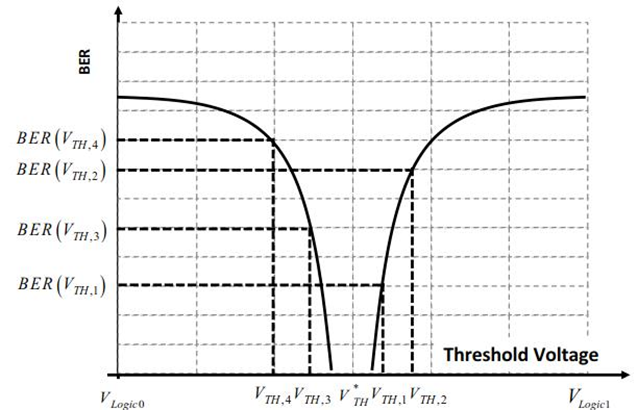 BER
BER(V_TH,4)
BER(V_TH,2)
BER(V_TH,3)
BER(V_TH,1)
Threshold Voltage
V_Logic0 V_TH,4 V_TH,3 V*_TH V_TH,1 V_TH,2 V_Logic1